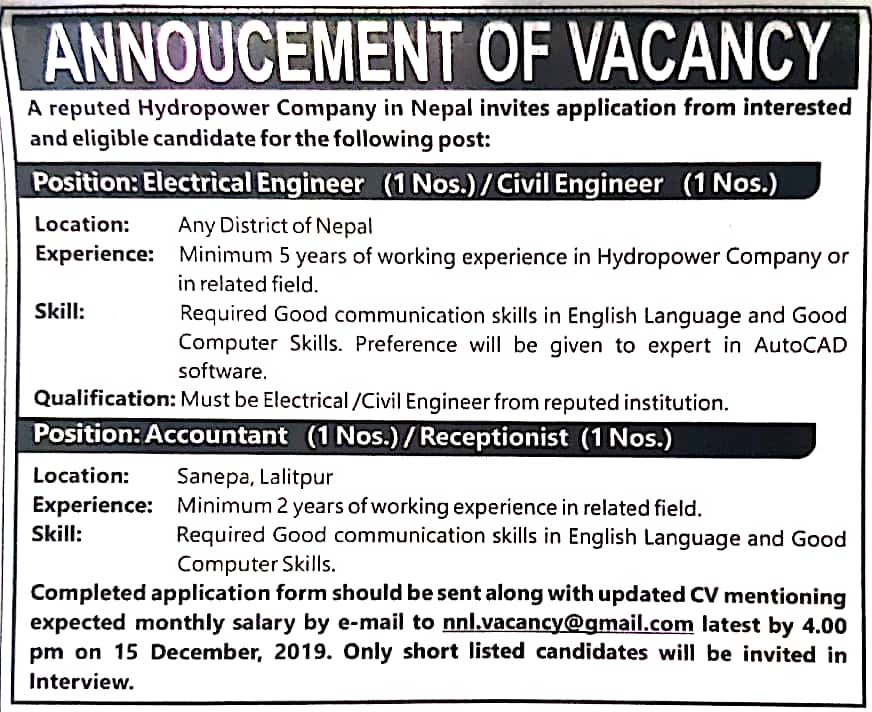 ANNOUCEMENT OF VACANCY
A reputed Hydropower Company in Nepal invites application from interested
and eligible candidate for the following post:
Position: Electrical Engineer (1 Nos.) / Civil Engineer (1 Nos.)
Location: Any District of Nepal
Experience: Minimum 5 years of working experience in Hydropower Company or
in related field.
Skill: Required Good communication skills in English Language and Good
Computer Skills. Preference will be given to expert in AutoCAD
software.
Qualification: Must be Electrical /Civil Engineer from reputed institution.
Position: Accountant (1 Nos.) / Receptionist (1 Nos.)
Location: Sanepa, Lalitpur
Experience: Minimum 2 years of working experience in related field.
Skill: Required Good communication skills in English Language and Good
Computer Skills.
Completed application form should be sent along with updated CV mentioning
expected monthly salary by e-mail to nnl.vacancy@gmail.com latest by 4.00
pm on 15 December, 2019. Only short listed candidates will be invited in
Interview.